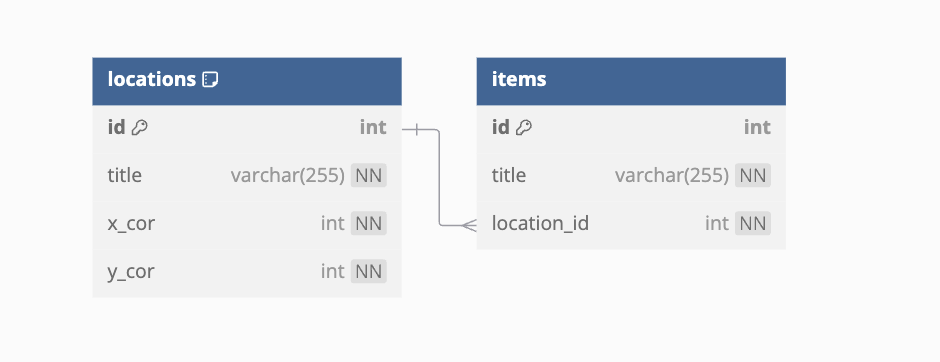 locations
id int
title varchar(255) NN
x_cor int NN
y_cor int NN
items
id int
title varchar(255) NN
location_id int NN